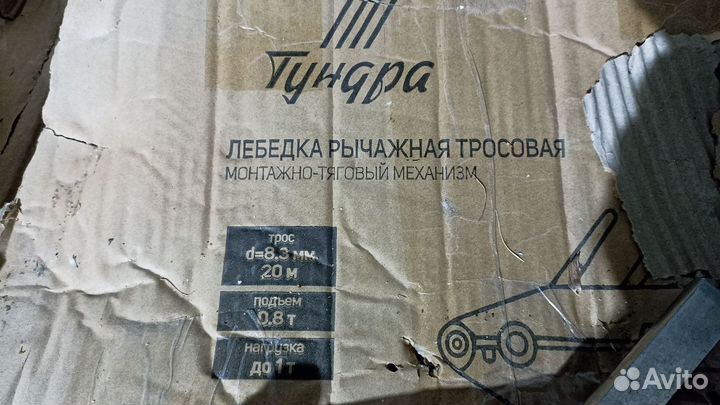 Тундра
ЛЕБЕДКА РЫЧАЖНАЯ ТРОСОВАЯ
МОНТАЖНО-ТЯГОВЫЙ МЕХАНИЗМ
трос
d=8.3 мм
20 м
подъем
0,8 т
нагрузка
до 1 т
Avito